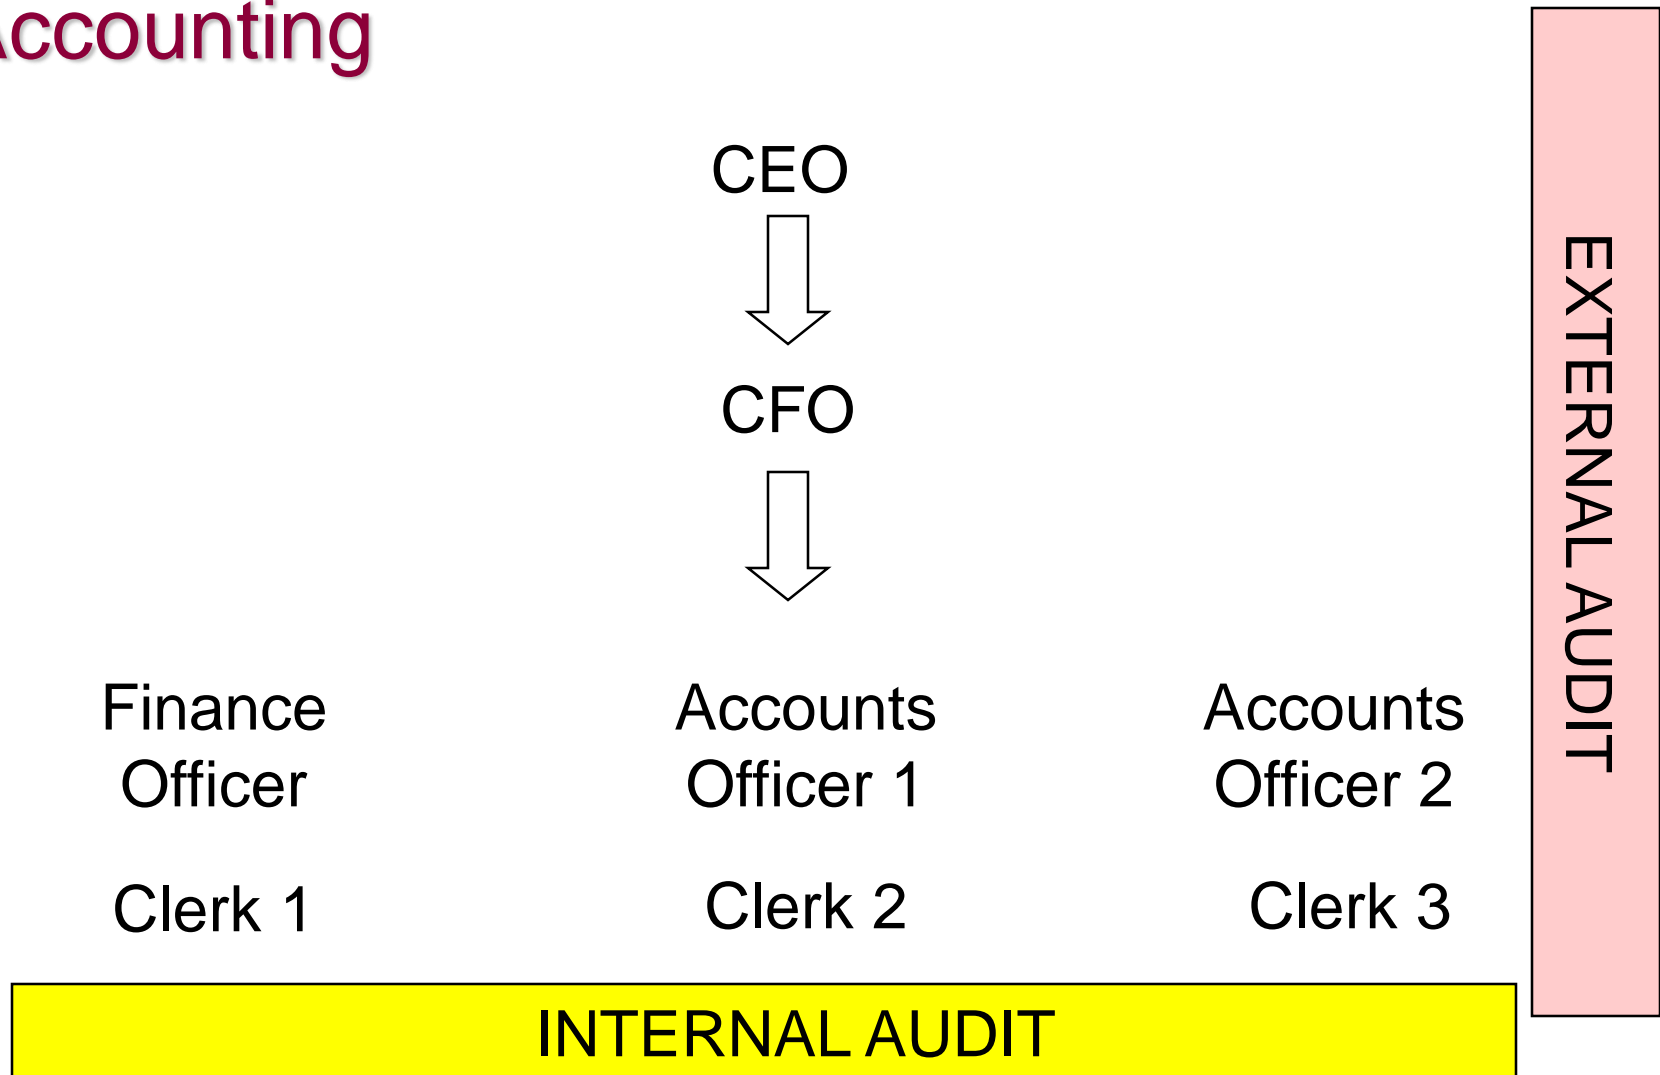 Accounting
CEO
CFO
Finance
Officer
Accounts
Officer 1
Accounts
Officer 2
Clerk 1
Clerk 2
Clerk 3
INTERNAL AUDIT
EXTERNAL AUDIT